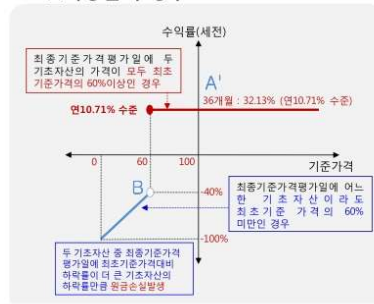 수익률(세전)
최종기준가격평가일에 두
기초자산의 가격이 모두 최초
기준가격의 60%이상인 경우
A'
36개월 : 32.13% (연10.71% 수준)
연10.71% 수준
0 60 100
기준가격
B
-40%
최종기준가격평가일에 어느
한 기초자산이라도
최초기준 가격의 60%
미만인 경우
-100%
두 기초자산 중 최종기준가격
평가일에 최초기준가격대비
하락률이 더 큰 기초자산의
하락률만큼 원금손실발생